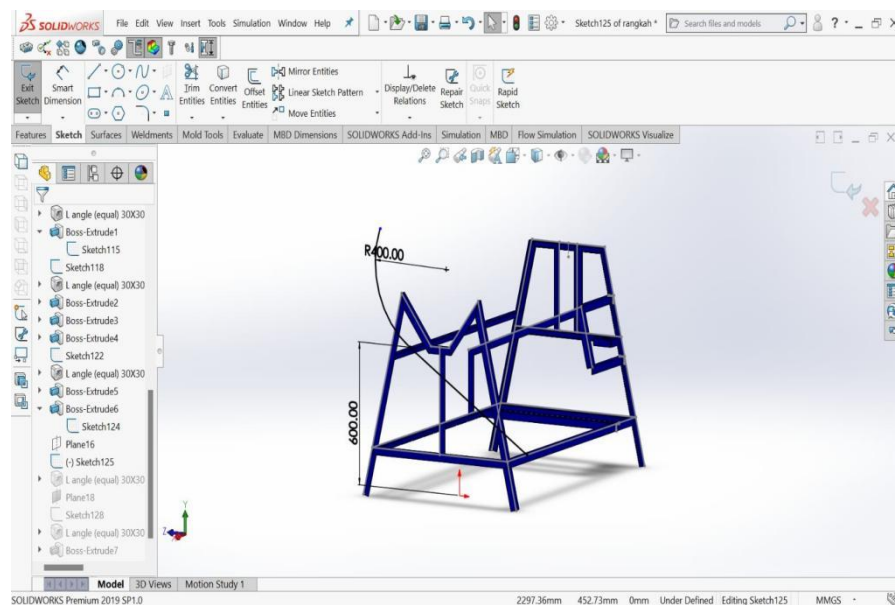 SOLIDWORKS File Edit View Insert Tools Simulation Window Help Sketch125 of rangkah * Search files and models ?
Exit Sketch Smart Dimension Trim Entities Convert Entities Offset Entities Mirror Entities Linear Sketch Pattern Move Entities Display/Delete Relations Repair Sketch Quick Snaps Rapid Sketch
Features Sketch Surfaces Weldments Mold Tools Evaluate MBD Dimensions SOLIDWORKS Add-Ins Simulation MBD Flow Simulation SOLIDWORKS Visualize
L angle (equal) 30X30
Boss-Extrude1
Sketch115
Sketch118
L angle (equal) 30X30
Boss-Extrude2
Boss-Extrude3
Boss-Extrude4
Sketch122
L angle (equal) 30X30
Boss-Extrude5
Boss-Extrude6
Sketch124
Plane16
(-) Sketch125
L angle (equal) 30X30
Plane18
Sketch128
L angle (equal) 30X30
Boss-Extrude7
R400.00
600.00
Y
Z
Model 3D Views Motion Study 1
SOLIDWORKS Premium 2019 SP1.0 2297.36mm 452.73mm 0mm Under Defined Editing Sketch125 MMGS